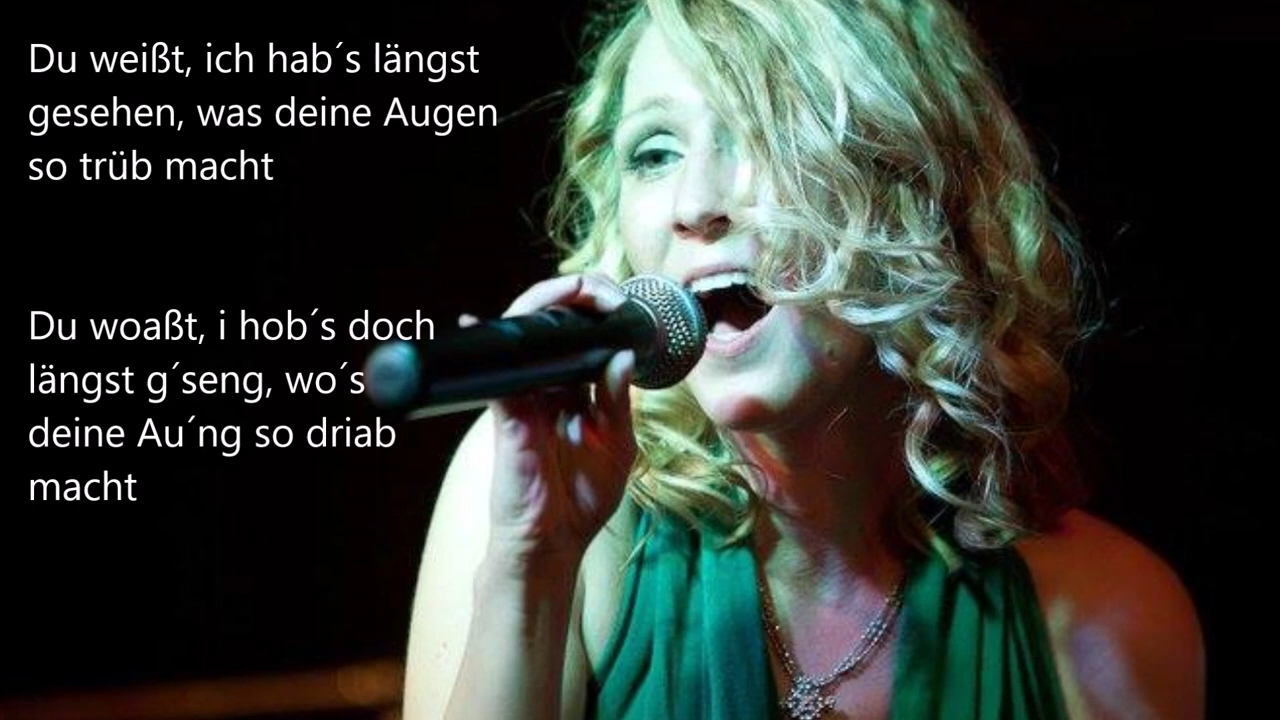 Du weißt, ich hab´s längst
gesehen, was deine Augen
so trüb macht
Du woaßt, i hob´s doch
längst g´seng, wo´s
deine Au´ng so driab
macht